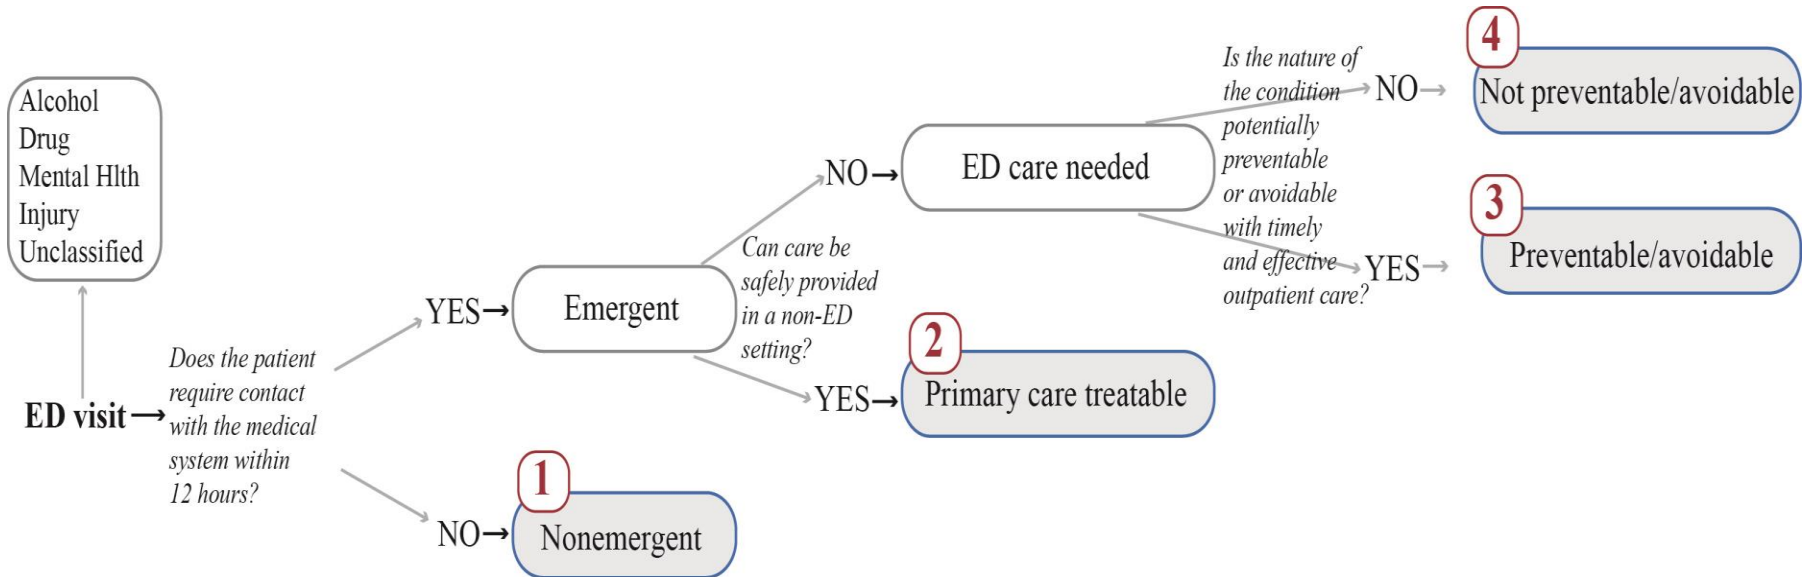 Alcohol
Drug
Mental Hlth
Injury
Unclassified
ED visit
Does the patient
require contact
with the medical
system within
12 hours?
YES
Emergent
NO
1
Nonemergent
Can care be
safely provided
in a non-ED
setting?
NO
ED care needed
YES
2
Primary care treatable
Is the nature of
the condition
potentially
preventable
or avoidable
with timely
and effective
outpatient care?
NO
4
Not preventable/avoidable
YES
3
Preventable/avoidable